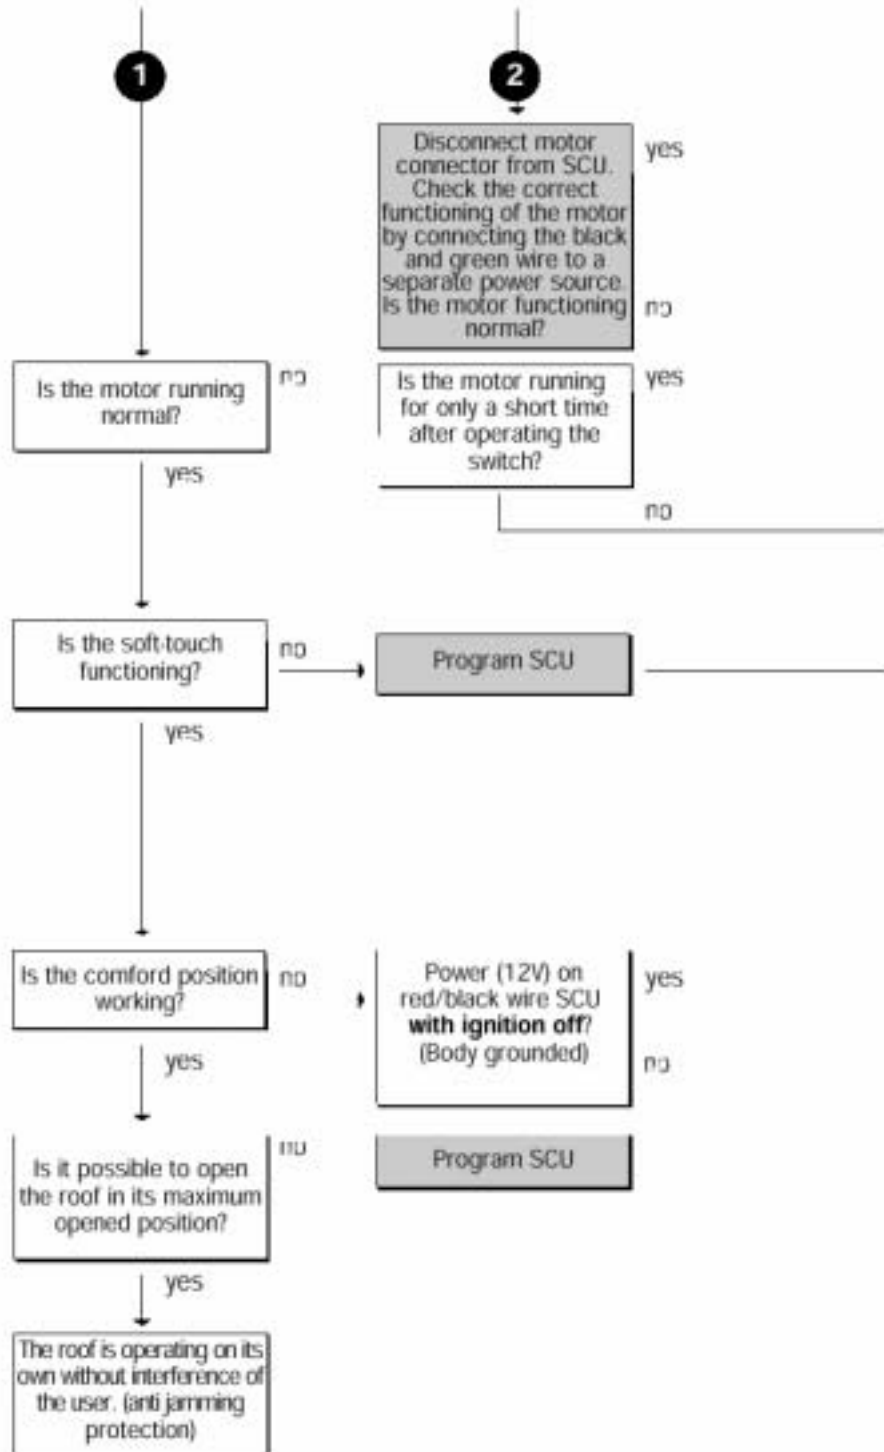 1
2
Disconnect motor
connector from SCU.
Check the correct
functioning of the motor
by connecting the black
and green wire to a
separate power source.
Is the motor functioning
normal?
yes
no
Is the motor running
normal?
no
yes
Is the motor running
for only a short time
after operating the
switch?
yes
no
Is the soft-touch
functioning?
no
yes
Program SCU
Is the comford position
working?
no
yes
Power (12V) on
red/black wire SCU
with ignition off?
(Body grounded)
yes
no
Is it possible to open
the roof in its maximum
opened position?
no
yes
Program SCU
The roof is operating on its
own without interference of
the user. (anti jamming
protection)